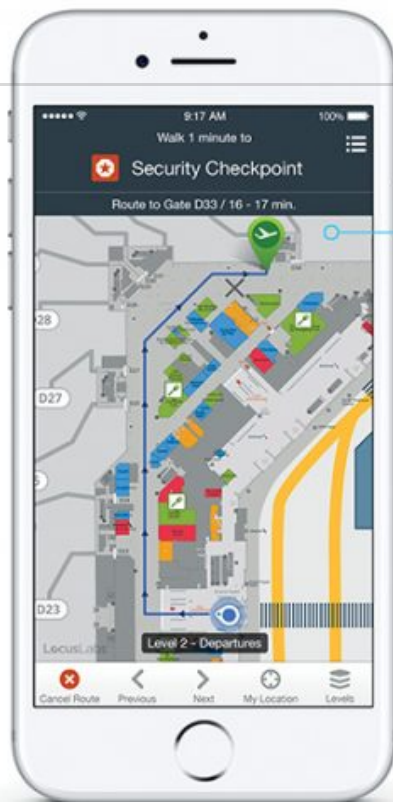 9:17 AM
100%
Walk 1 minute to
Security Checkpoint
Route to Gate D33 / 16 - 17 min.
D28
D27
D23
LocusLabs
Level 2 - Departures
Cancel Route
Previous
Next
My Location
Levels